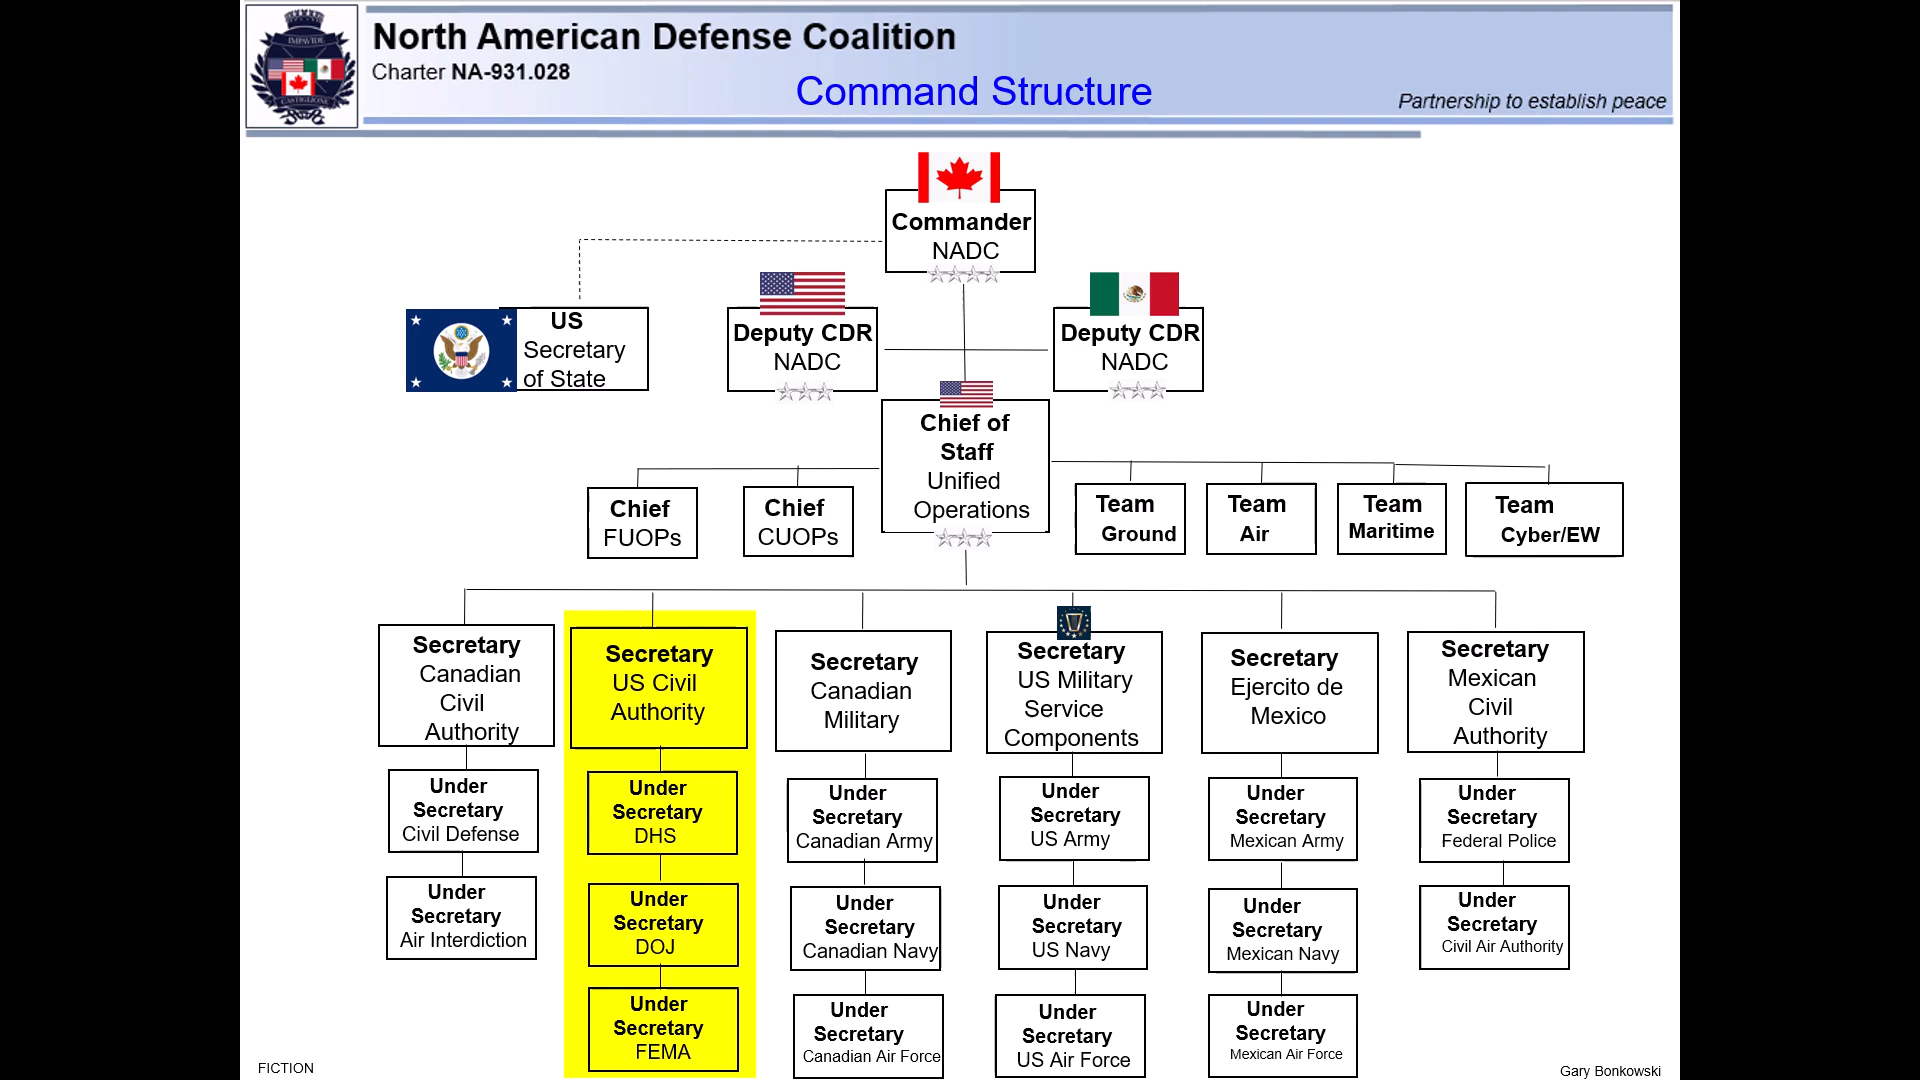 IMPAVIDE
CASTIGLIONE
North American Defense Coalition
Charter NA-931.028
Command Structure
Partnership to establish peace
Commander
NADC
US
Secretary
of State
Deputy CDR
NADC
Deputy CDR
NADC
Chief of
Staff
Unified
Operations
Chief
FUOPs
Chief
CUOPs
Team
Ground
Team
Air
Team
Maritime
Team
Cyber/EW
Secretary
Canadian
Civil
Authority
Under
Secretary
Civil Defense
Under
Secretary
Air Interdiction
Secretary
US Civil
Authority
Under
Secretary
DHS
Under
Secretary
DOJ
Under
Secretary
FEMA
Secretary
Canadian
Military
Under
Secretary
Canadian Army
Under
Secretary
Canadian Navy
Under
Secretary
Canadian Air Force
Secretary
US Military
Service
Components
Under
Secretary
US Army
Under
Secretary
US Navy
Under
Secretary
US Air Force
Secretary
Ejercito de
Mexico
Under
Secretary
Mexican Army
Under
Secretary
Mexican Navy
Under
Secretary
Mexican Air Force
Secretary
Mexican
Civil
Authority
Under
Secretary
Federal Police
Under
Secretary
Civil Air Authority
FICTION
Gary Bonkowski